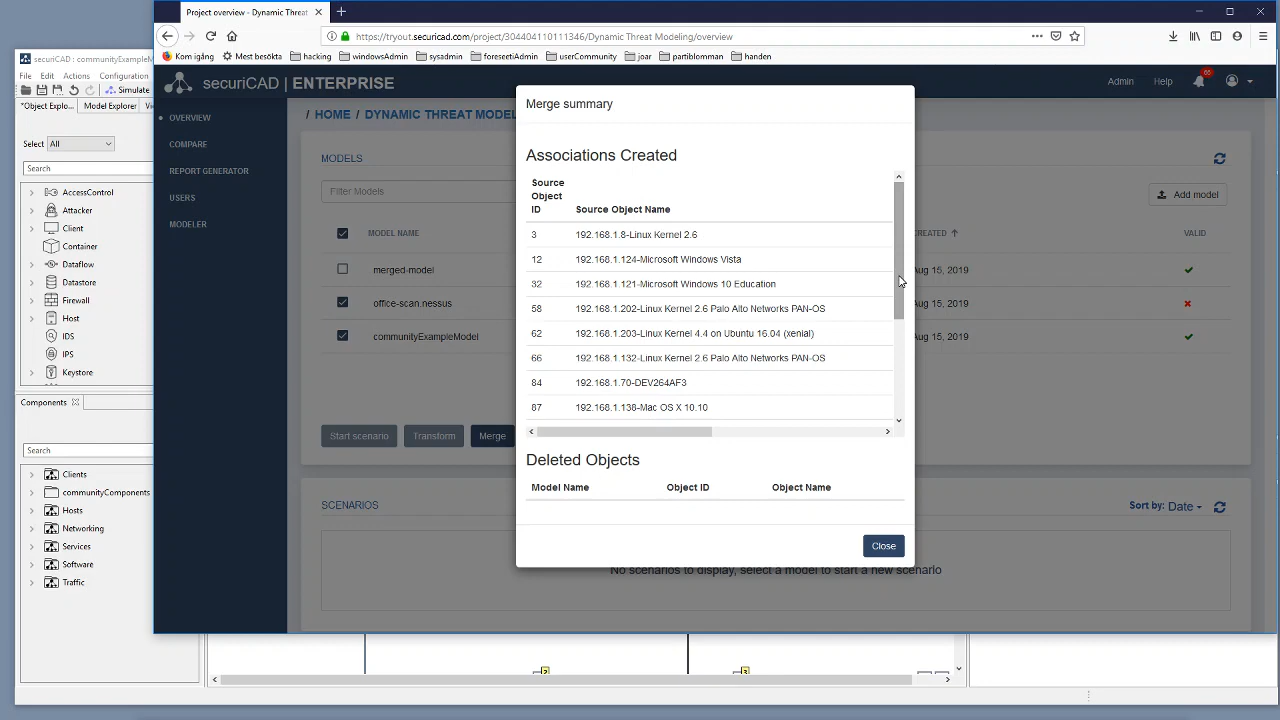 Project overview - Dynamic Threat
https://tryout.securicad.com/project/304404110111346/Dynamic Threat Modeling/overview
Kom igång
Mest besökta
hacking
windowsAdmin
sysadmin
foresetiAdmin
userCommunity
joar
partiblomman
handen
securiCAD | ENTERPRISE
Admin
Help
66
securiCAD : communityExampleM
File
Edit
Actions
Configuration
Simulate
*Object Explo...
Model Explorer
Select
All
Search
AccessControl
Attacker
Client
Container
Dataflow
Datastore
Firewall
Host
IDS
IPS
Keystore
Components
Search
Clients
communityComponents
Hosts
Networking
Services
Software
Traffic
OVERVIEW
COMPARE
REPORT GENERATOR
USERS
MODELER
/ HOME / DYNAMIC THREAT MODEL
MODELS
Filter Models
Add model
MODEL NAME
CREATED
VALID
merged-model
Aug 15, 2019
office-scan.nessus
Aug 15, 2019
communityExampleModel
Aug 15, 2019
Start scenario
Transform
Merge
SCENARIOS
Sort by: Date
No scenarios to display, select a model to start a new scenario
Merge summary
Associations Created
Source
Object
ID
Source Object Name
3 192.168.1.8-Linux Kernel 2.6
12 192.168.1.124-Microsoft Windows Vista
32 192.168.1.121-Microsoft Windows 10 Education
58 192.168.1.202-Linux Kernel 2.6 Palo Alto Networks PAN-OS
62 192.168.1.203-Linux Kernel 4.4 on Ubuntu 16.04 (xenial)
66 192.168.1.132-Linux Kernel 2.6 Palo Alto Networks PAN-OS
84 192.168.1.70-DEV264AF3
87 192.168.1.138-Mac OS X 10.10
Deleted Objects
Model Name Object ID Object Name
Close
2
3